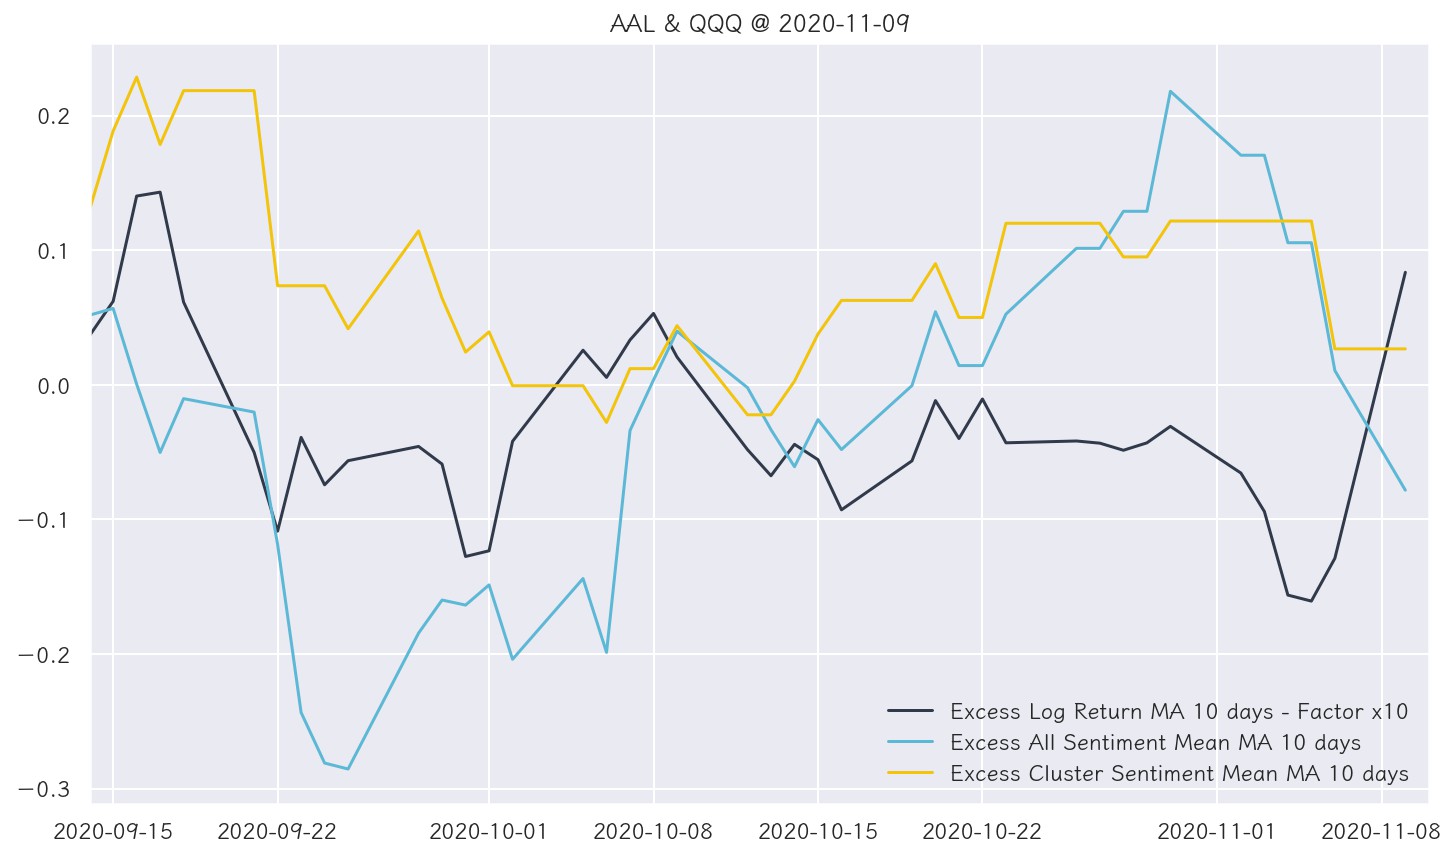 AAL & QQQ @ 2020-11-09
0.2
0.1
0.0
−0.1
−0.2
−0.3
Excess Log Return MA 10 days - Factor x10
Excess All Sentiment Mean MA 10 days
Excess Cluster Sentiment Mean MA 10 days
2020-09-15 2020-09-22 2020-10-01 2020-10-08 2020-10-15 2020-10-22 2020-11-01 2020-11-08